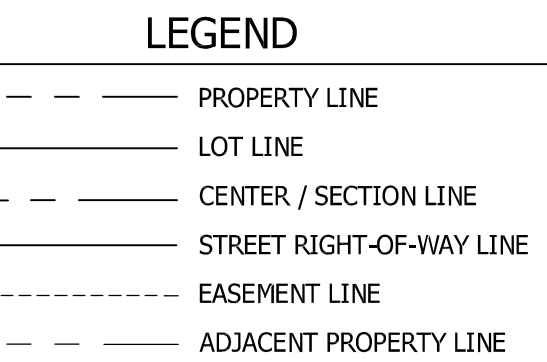 LEGEND
PROPERTY LINE
LOT LINE
CENTER / SECTION LINE
STREET RIGHT-OF-WAY LINE
EASEMENT LINE
ADJACENT PROPERTY LINE